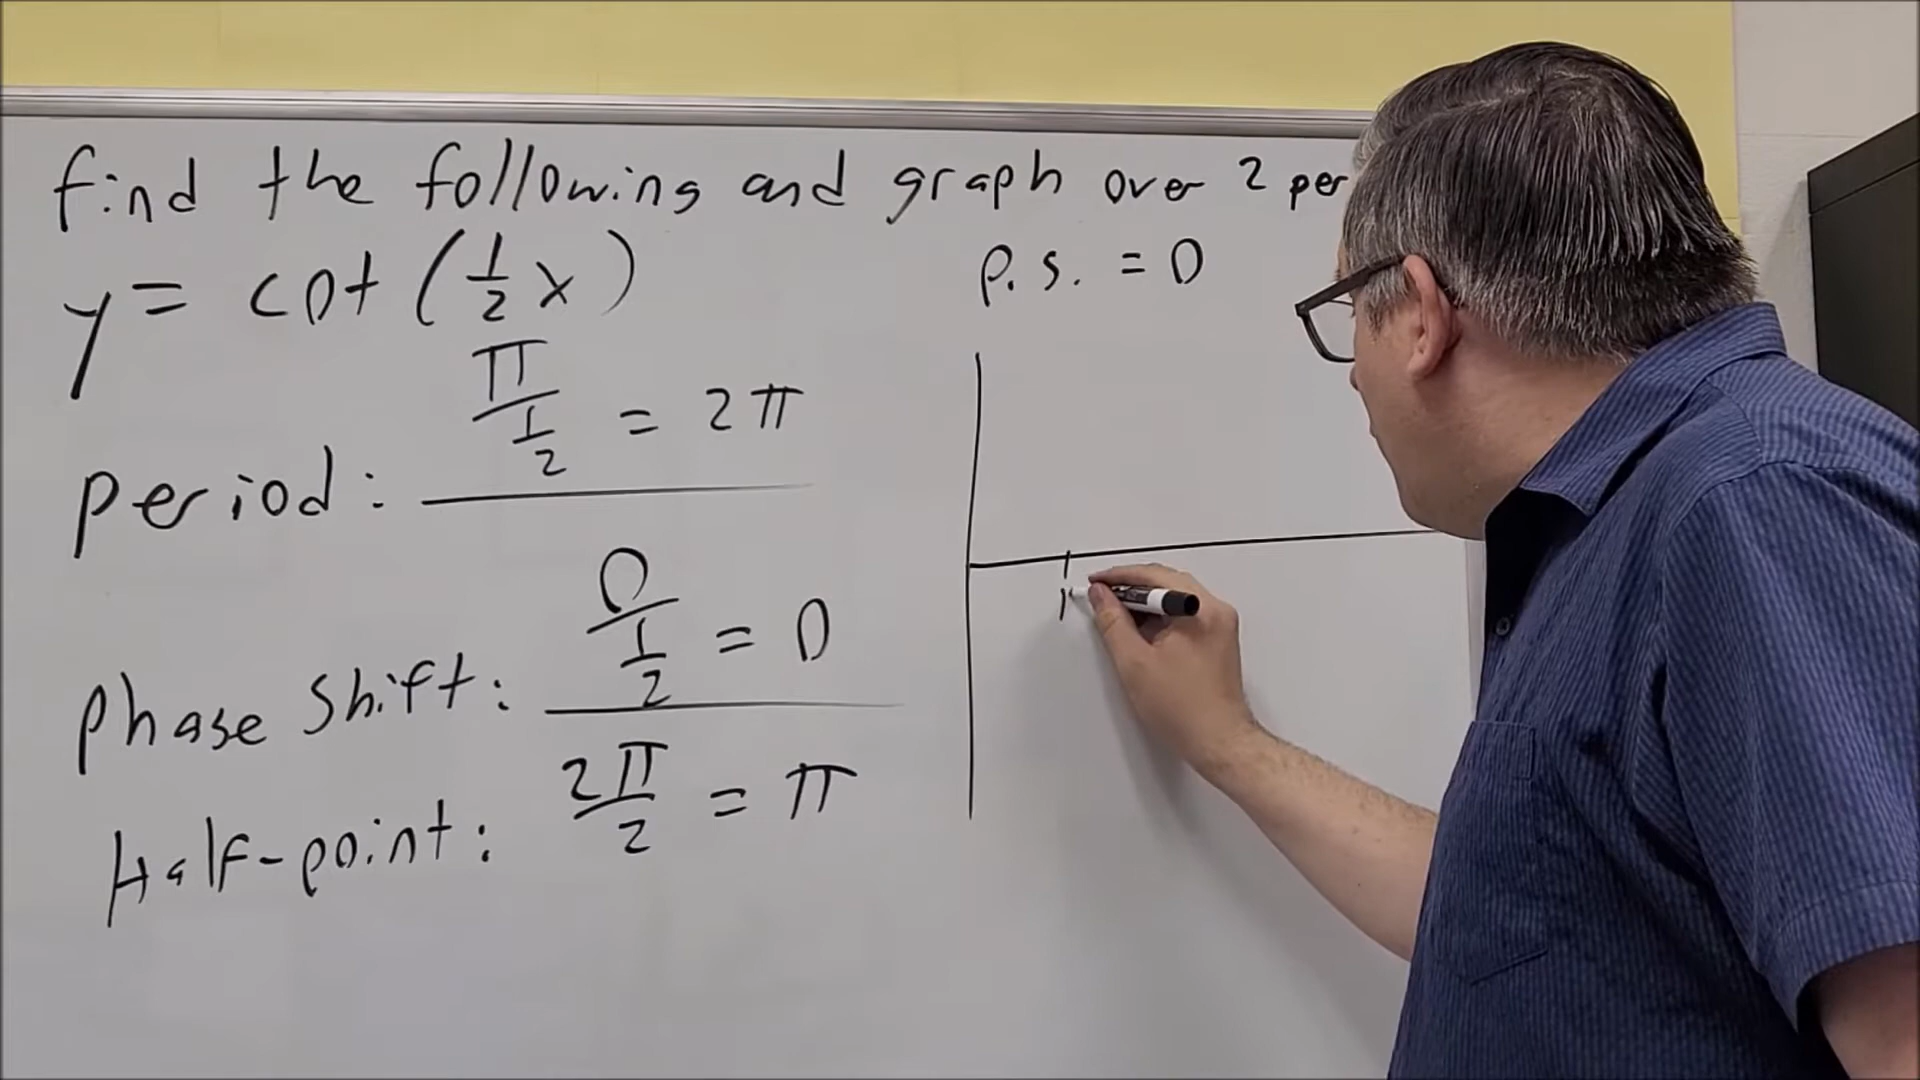 find the following and graph over 2 per
y = cot (1/2 x)
p.s. = 0
period: π/(1/2) = 2π
phase shift: 0/(1/2) = 0
Half-point: 2π/2 = π